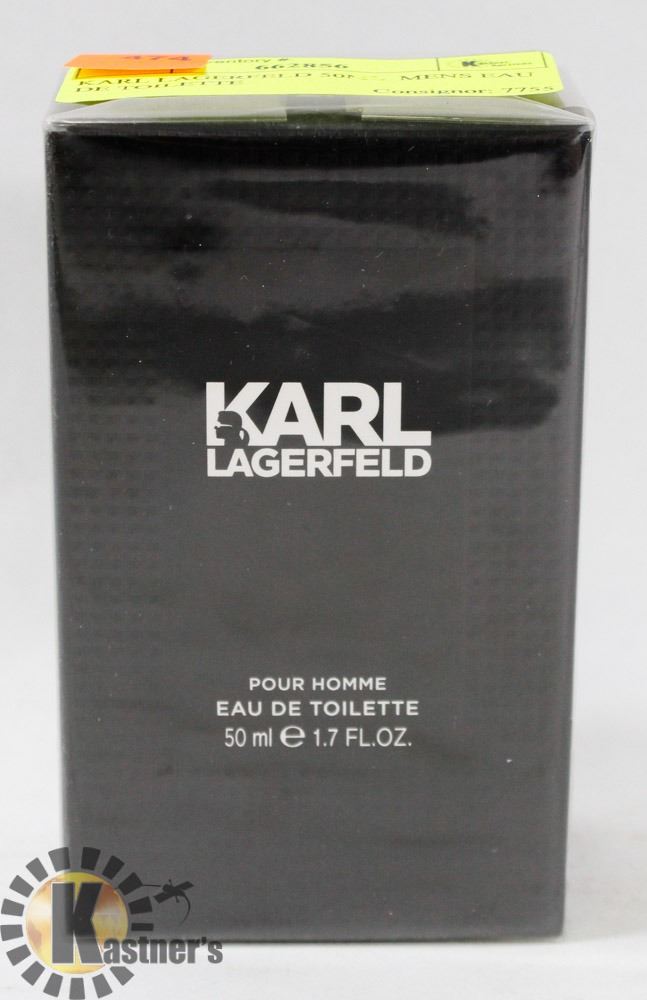 474
662856
KARL LAGERFELD MENS EAU
DE TOILETTE
Consignor: 7755
KARL
LAGERFELD
POUR HOMME
EAU DE TOILETTE
50 ml e 1.7 FL.OZ.
Kastner's